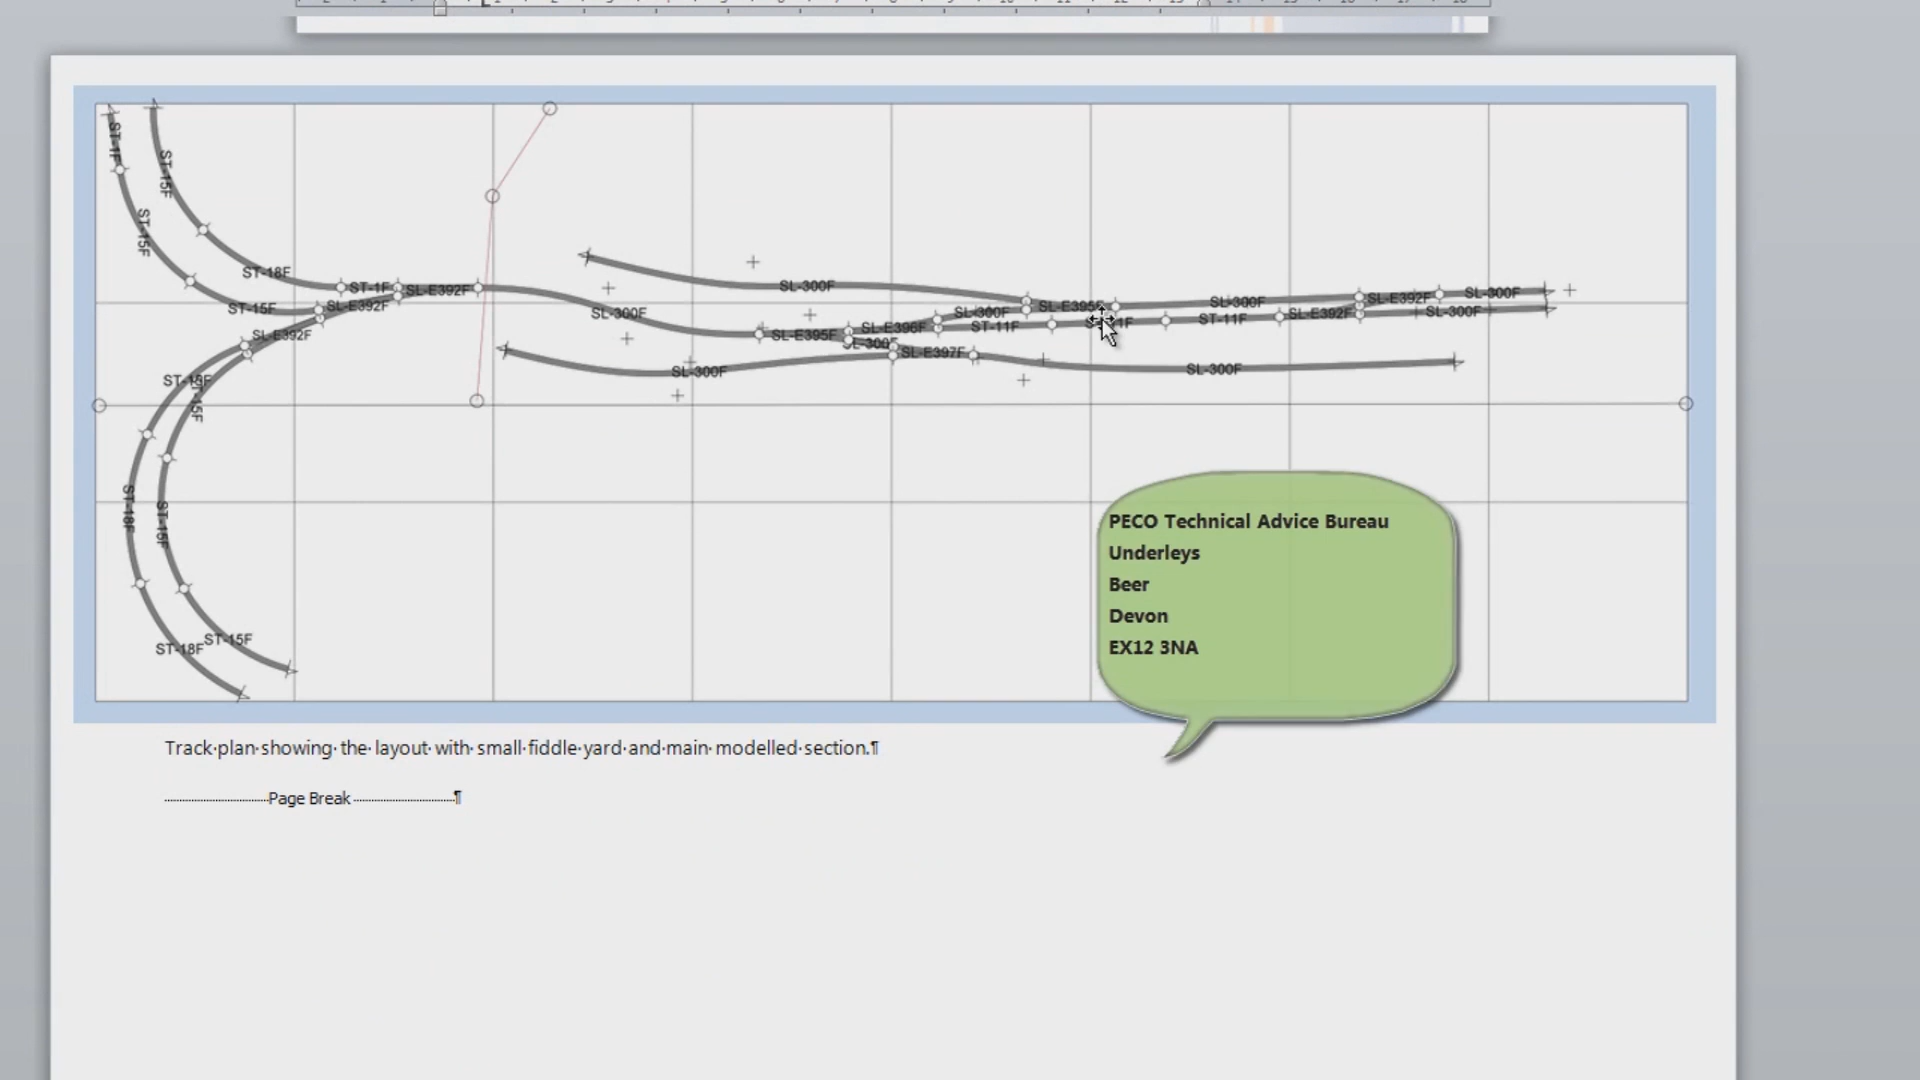 ST-1F
ST-15F
ST-15F
ST-18F
ST-1F
SL-E392F
ST-15F
SL-E392F
SL-E392F
SL-300F
SL-300F
SL-300F
SL-E395F
SL-E396F
SL-300F
SL-E395F
ST-11F
SL-300F
ST-11F
SL-E392F
SL-E392F
SL-300F
SL-300F
SL-E397F
SL-300F
SL-300F
ST-18F
ST-15F
ST-18F
ST-15F
ST-18F
ST-15F
PECO Technical Advice Bureau
Underleys
Beer
Devon
EX12 3NA
Track·plan·showing·the·layout·with·small·fiddle·yard·and·main·modelled·section.¶
Page Break ¶